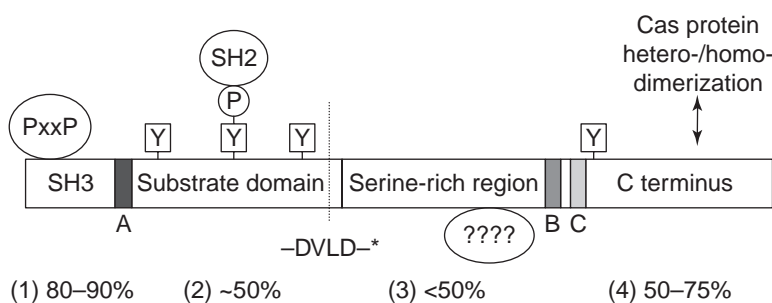 Cas protein
hetero-/homo-
dimerization
SH2
P
PxxP
Y Y Y Y
SH3 Substrate domain Serine-rich region C terminus
A B C
????
–DVLD–*
(1) 80–90% (2) ~50% (3) <50% (4) 50–75%